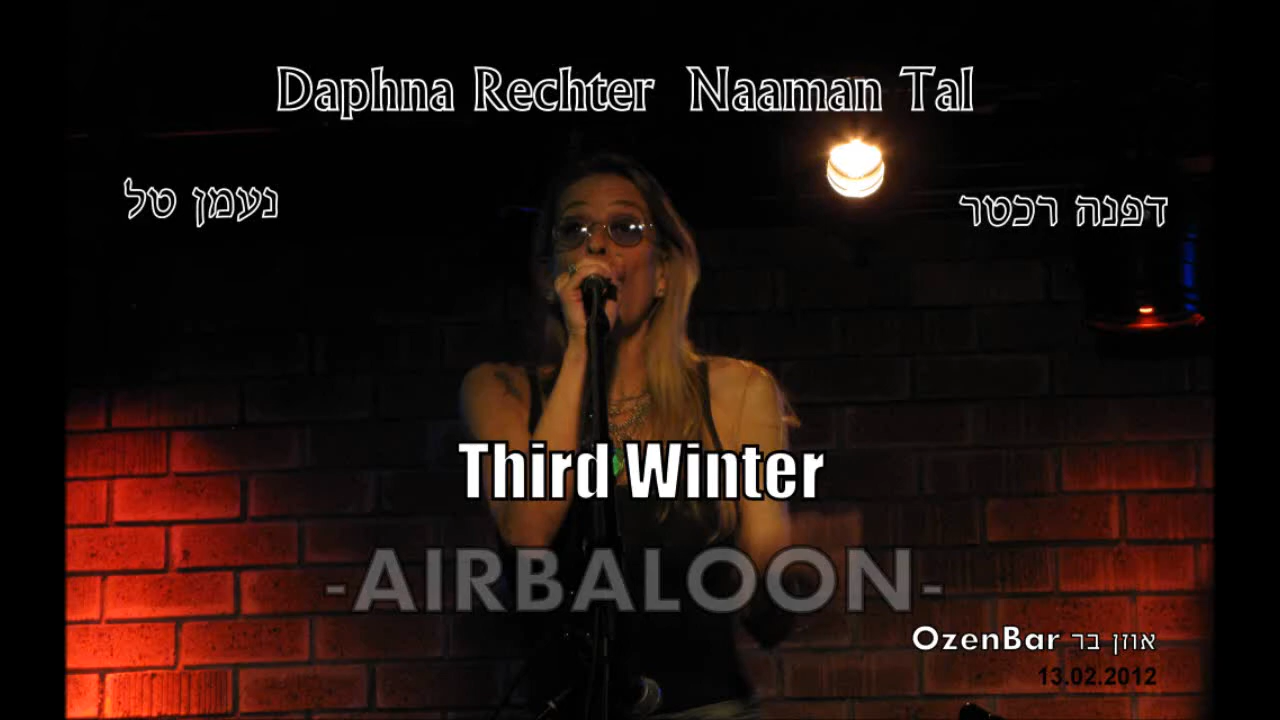 Daphna Rechter Naaman Tal
נעמן טל
דפנה רכטר
Third Winter
-AIRBALOON-
OzenBar אוזן בר
13.02.2012